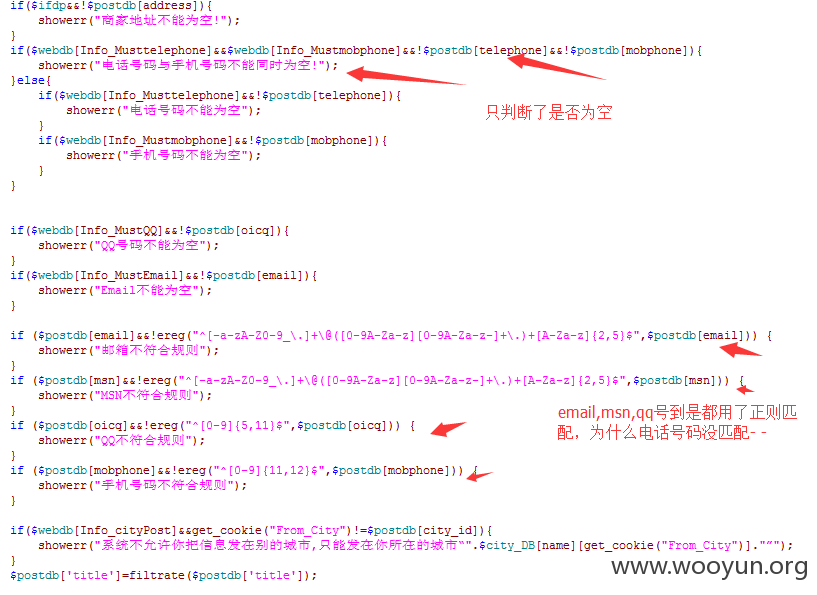 if($ifdp&&!$postdb[address]){
showerr("商家地址不能为空!");
}
if($webdb[Info_Musttelephone]&&$webdb[Info_Mustmobphone]&&!$postdb[telephone]&&!$postdb[mobphone]){
showerr("电话号码与手机号码不能同时为空!");
}else{
if($webdb[Info_Musttelephone]&&!$postdb[telephone]){
只判断了是否为空
showerr("电话号码不能为空");
}
if($webdb[Info_Mustmobphone]&&!$postdb[mobphone]){
showerr("手机号码不能为空");
}
}
if($webdb[Info_MustQQ]&&!$postdb[oicq]){
showerr("QQ号码不能为空");
}
if($webdb[Info_MustEmail]&&!$postdb[email]){
showerr("Email不能为空");
}
if ($postdb[email]&&!ereg("^[-a-zA-Z0-9_\.]+\@([0-9A-Za-z][0-9A-Za-z-]+\.)+[A-Za-z]{2,5}$",$postdb[email])) {
showerr("邮箱不符合规则");
}
if ($postdb[msn]&&!ereg("^[-a-zA-Z0-9_\.]+\@([0-9A-Za-z][0-9A-Za-z-]+\.)+[A-Za-z]{2,5}$",$postdb[msn])) {
showerr("MSN不符合规则");
}
email,msn,qq号到是都用了正则匹
配，为什么电话号码没匹配- -
if ($postdb[oicq]&&!ereg("^[0-9]{5,11}$",$postdb[oicq])) {
showerr("QQ不符合规则");
}
if ($postdb[mobphone]&&!ereg("^[0-9]{11,12}$",$postdb[mobphone])) {
showerr("手机号码不符合规则");
}
if($webdb[Info_cityPost]&&get_cookie("From_City")!=$postdb[city_id]){
showerr("系统不允许你把信息发在别的城市,只能发在你所在的城市“".$city_DB[name][get_cookie("From_City")]."”");
}
$postdb['title']=filtrate($postdb['title']);
www.wooyun.org